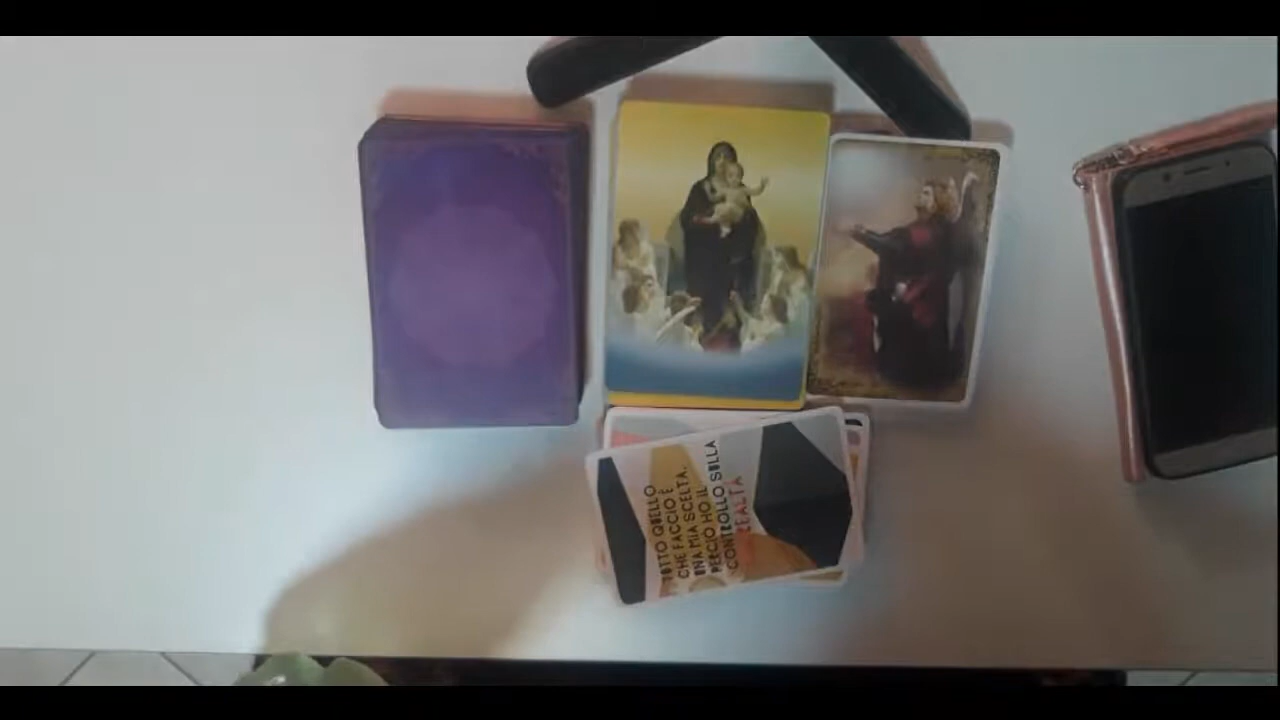 TUTTO QUELLO
CHE FACCIO È
UNA MIA SCELTA.
PERCIÒ HO IL
CONTROLLO SULLA
REALTÀ